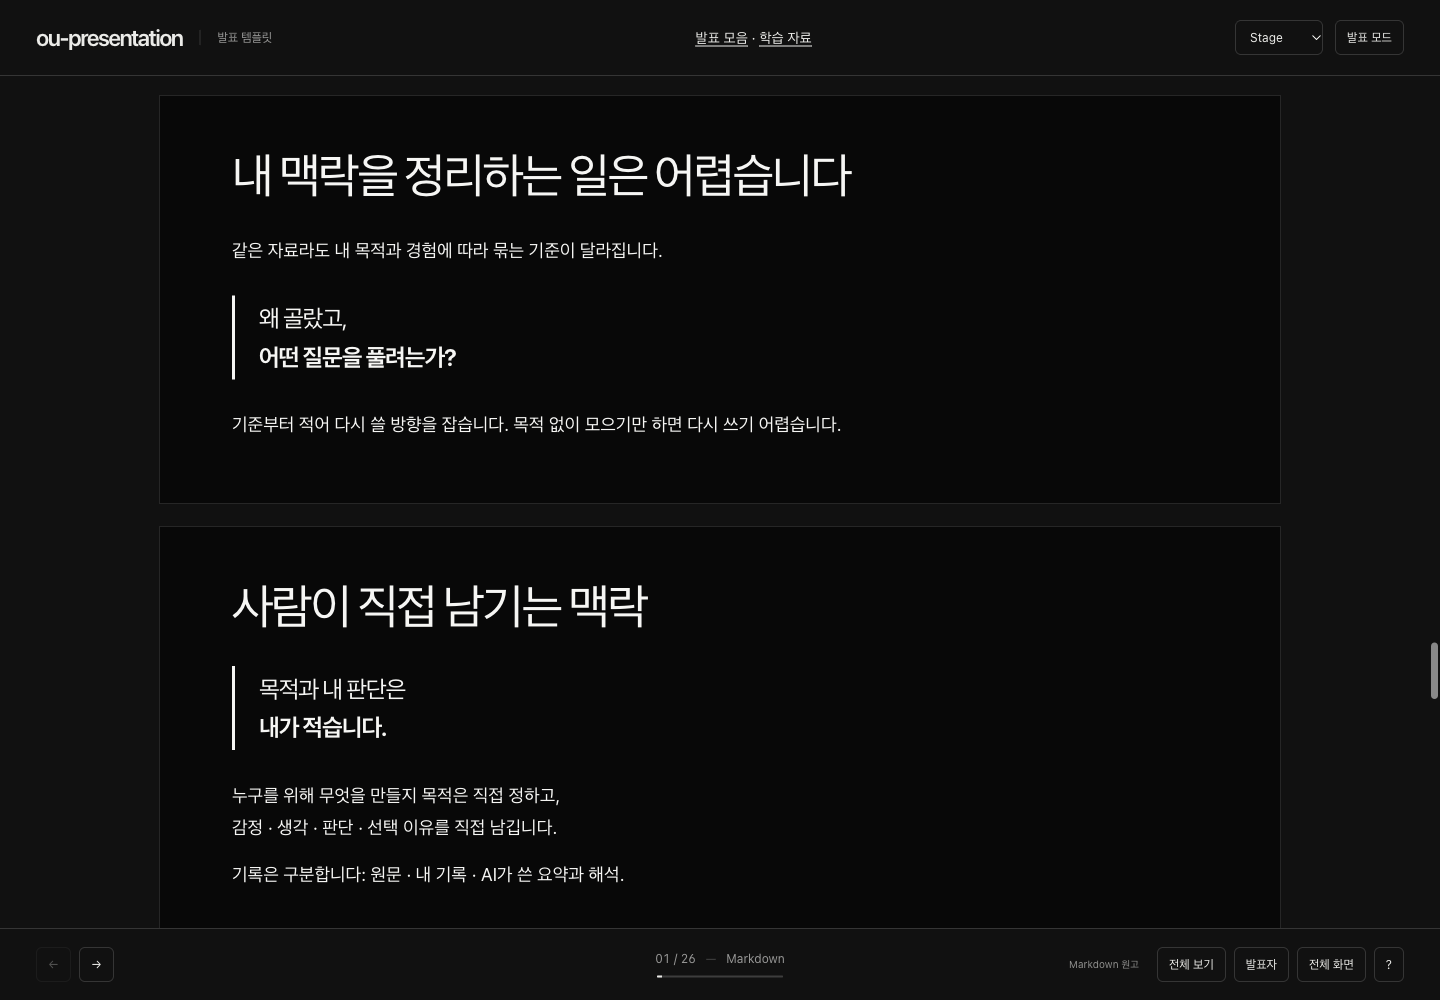 ou-presentation
발표 템플릿
발표 모음 · 학습 자료
Stage
발표 모드
내 맥락을 정리하는 일은 어렵습니다
같은 자료라도 내 목적과 경험에 따라 묶는 기준이 달라집니다.
왜 골랐고,
어떤 질문을 풀려는가?
기준부터 적어 다시 쓸 방향을 잡습니다. 목적 없이 모으기만 하면 다시 쓰기 어렵습니다.
사람이 직접 남기는 맥락
목적과 내 판단은
내가 적습니다.
누구를 위해 무엇을 만들지 목적은 직접 정하고,
감정 · 생각 · 판단 · 선택 이유를 직접 남깁니다.
기록은 구분합니다: 원문 · 내 기록 · AI가 쓴 요약과 해석.
←
→
01 / 26 — Markdown
Markdown 원고
전체 보기
발표자
전체 화면
?